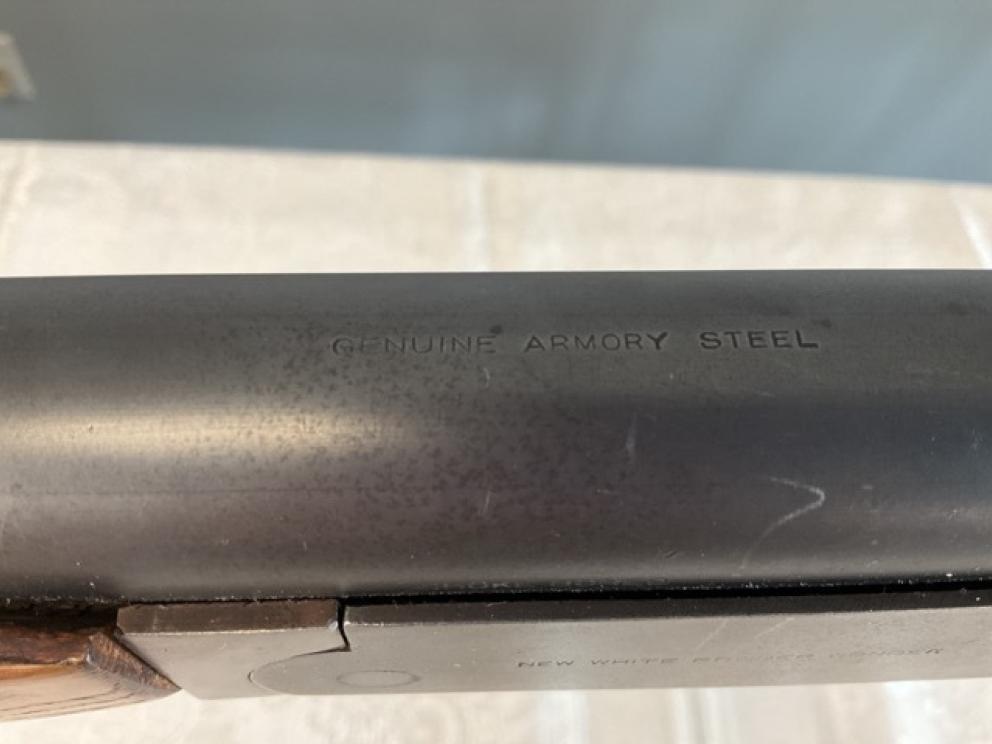 GENUINE ARMORY STEEL
NEW WHITE POWDER WONDER